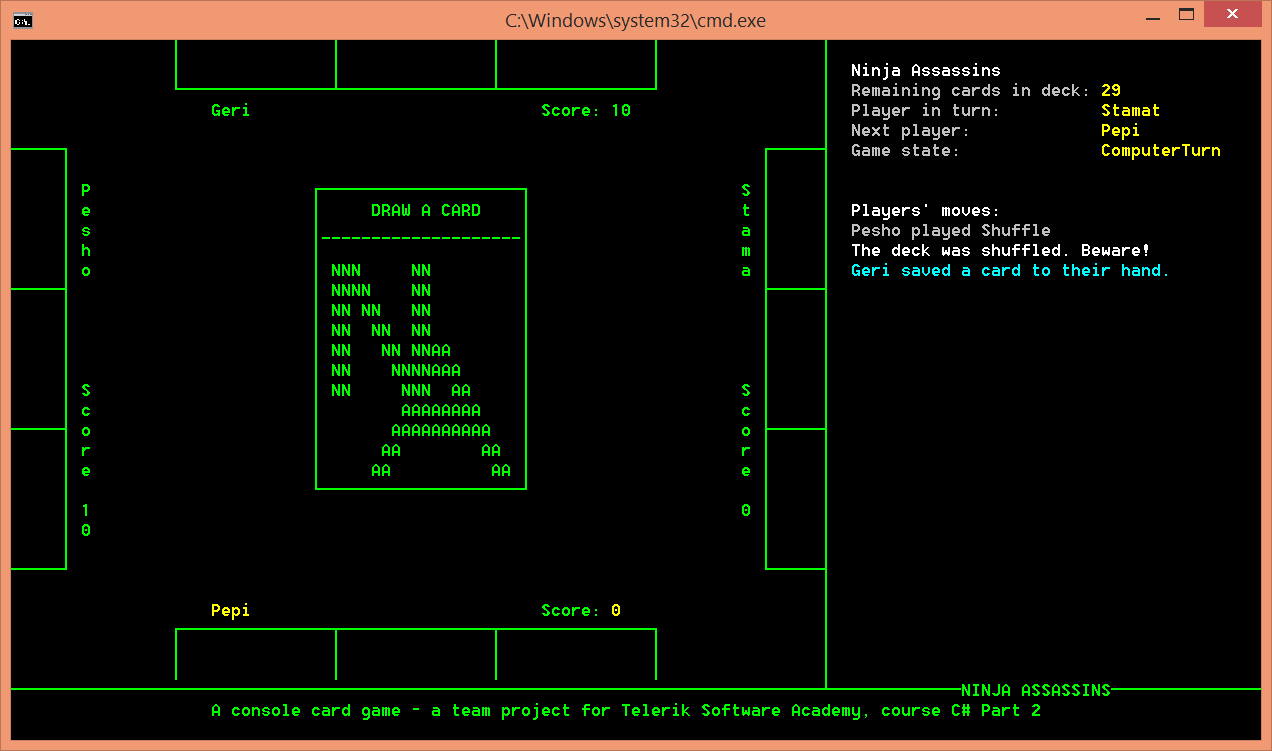 C:\Windows\system32\cmd.exe
Geri Score: 10
Pesho Score 10
DRAW A CARD
--------------------
NNN     NN
NNNN    NN
NN NN   NN
NN  NN  NN
NN   NN NNAA
NN    NNNNAAA
NN     NNN  AA
       AAAAAAAA
      AAAAAAAAAA
     AA        AA
    AA          AA
Stama Score 0
Pepi Score: 0
Ninja Assassins
Remaining cards in deck: 29
Player in turn: Stamat
Next player: Pepi
Game state: ComputerTurn
Players' moves:
Pesho played Shuffle
The deck was shuffled. Beware!
Geri saved a card to their hand.
NINJA ASSASSINS
A console card game - a team project for Telerik Software Academy, course C# Part 2